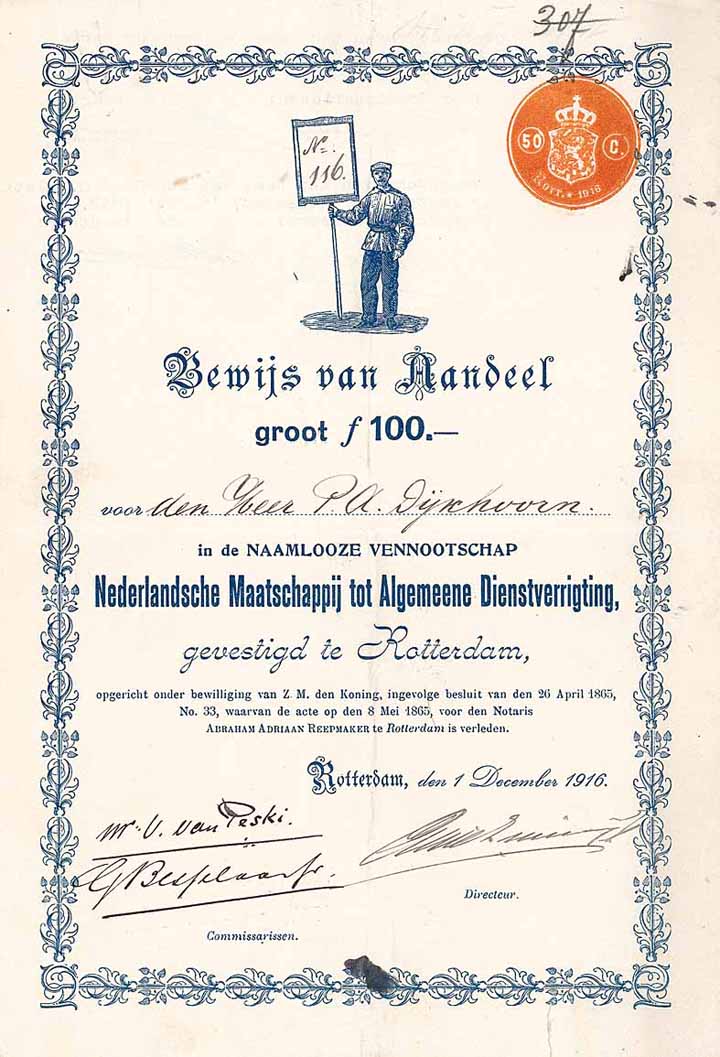 307
50 C.
ROTT. * 1916
No.
116.
Bewijs van Aandeel
groot ƒ 100.—
voor den Heer P. A. Dijkhoorn.
in de NAAMLOOZE VENNOOTSCHAP
Nederlandsche Maatschappij tot Algemeene Dienstverrigting,
gevestigd te Rotterdam,
opgericht onder bewilliging van Z. M. den Koning, ingevolge besluit van den 26 April 1865,
No. 33, waarvan de acte op den 8 Mei 1865, voor den Notaris
ABRAHAM ADRIAAN REEPMAKER te Rotterdam is verleden.
Rotterdam, den 1 December 1916.
Mr. V. van Peski.
Directeur.
Commissarissen.